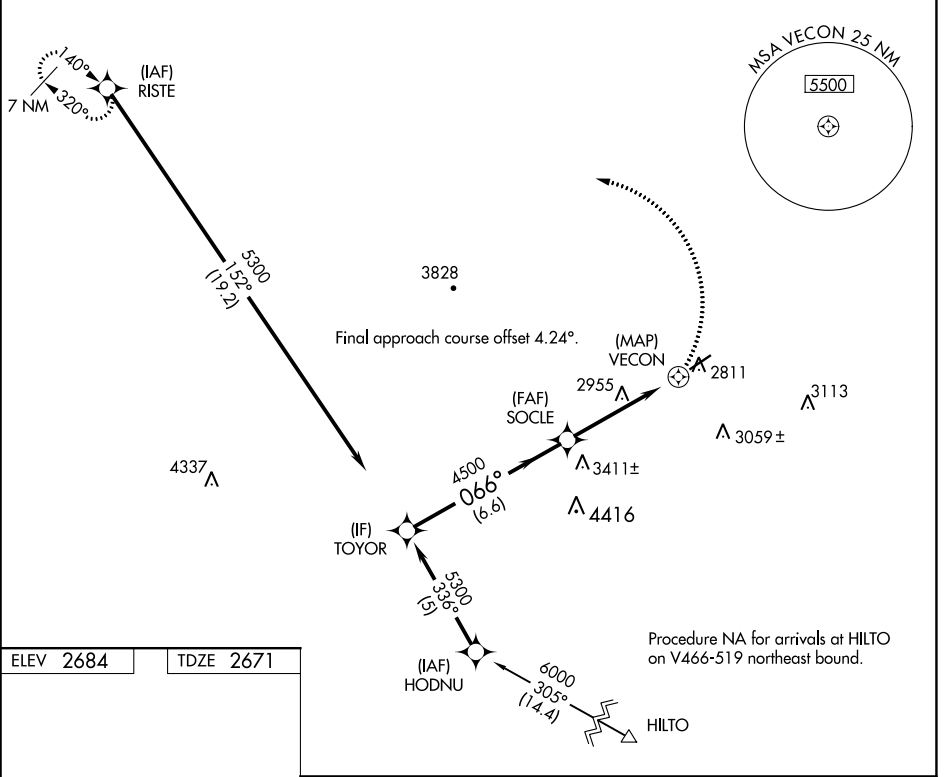 MSA VECON 25 NM
5500
140°
320°
7 NM
(IAF)
RISTE
5300
152°
(19.2)
3828
Final approach course offset 4.24°.
(MAP)
VECON
2811
2955
3113
3059±
(FAF)
SOCLE
3411±
4416
4337
4500
066°
(6.6)
(IF)
TOYOR
5300
336°
(5)
(IAF)
HODNU
6000
305°
(14.4)
HILTO
Procedure NA for arrivals at HILTO
on V466-519 northeast bound.
ELEV 2684
TDZE 2671